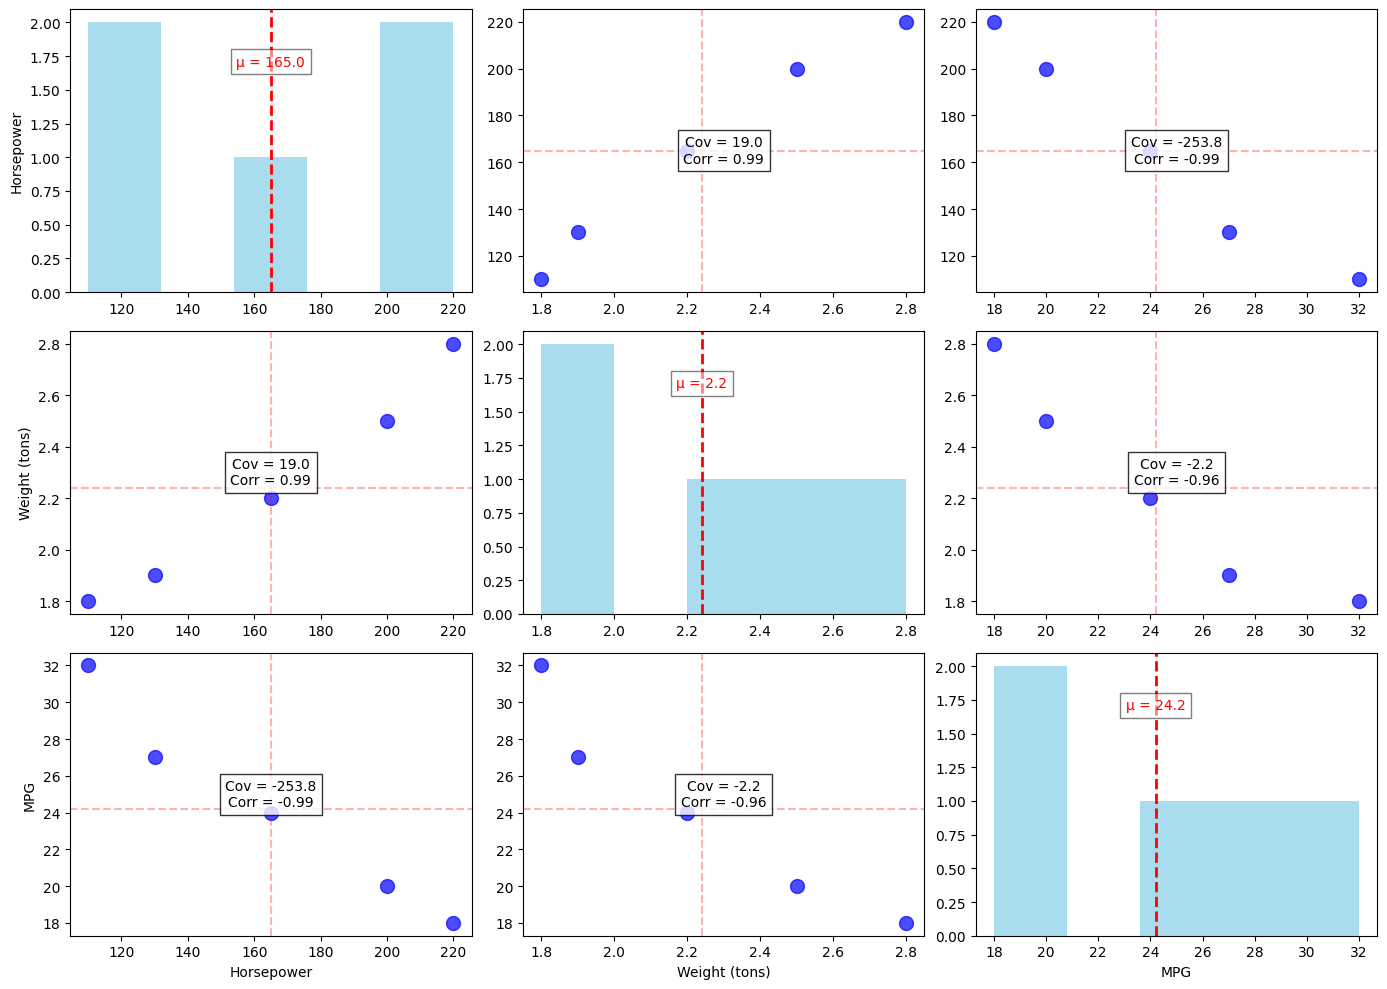 2.00
1.75
1.50
1.25
1.00
0.75
0.50
0.25
0.00
Horsepower
μ = 165.0
120 140 160 180 200 220
220
200
180
160
140
120
Cov = 19.0
Corr = 0.99
1.8 2.0 2.2 2.4 2.6 2.8
220
200
180
160
140
120
Cov = -253.8
Corr = -0.99
18 20 22 24 26 28 30 32
2.8
2.6
2.4
2.2
2.0
1.8
Weight (tons)
Cov = 19.0
Corr = 0.99
120 140 160 180 200 220
2.00
1.75
1.50
1.25
1.00
0.75
0.50
0.25
0.00
μ = 2.2
1.8 2.0 2.2 2.4 2.6 2.8
2.8
2.6
2.4
2.2
2.0
1.8
Cov = -2.2
Corr = -0.96
18 20 22 24 26 28 30 32
32
30
28
26
24
22
20
18
MPG
Cov = -253.8
Corr = -0.99
120 140 160 180 200 220
Horsepower
32
30
28
26
24
22
20
18
Cov = -2.2
Corr = -0.96
1.8 2.0 2.2 2.4 2.6 2.8
Weight (tons)
2.00
1.75
1.50
1.25
1.00
0.75
0.50
0.25
0.00
μ = 24.2
18 20 22 24 26 28 30 32
MPG